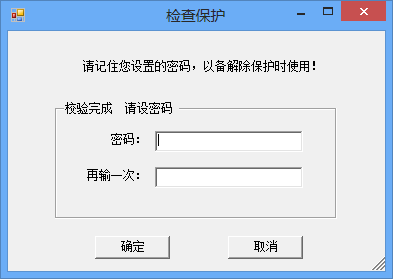 检查保护
请记住您设置的密码，以备解除保护时使用！
校验完成 请设密码
密码：
再输一次：
确定 取消